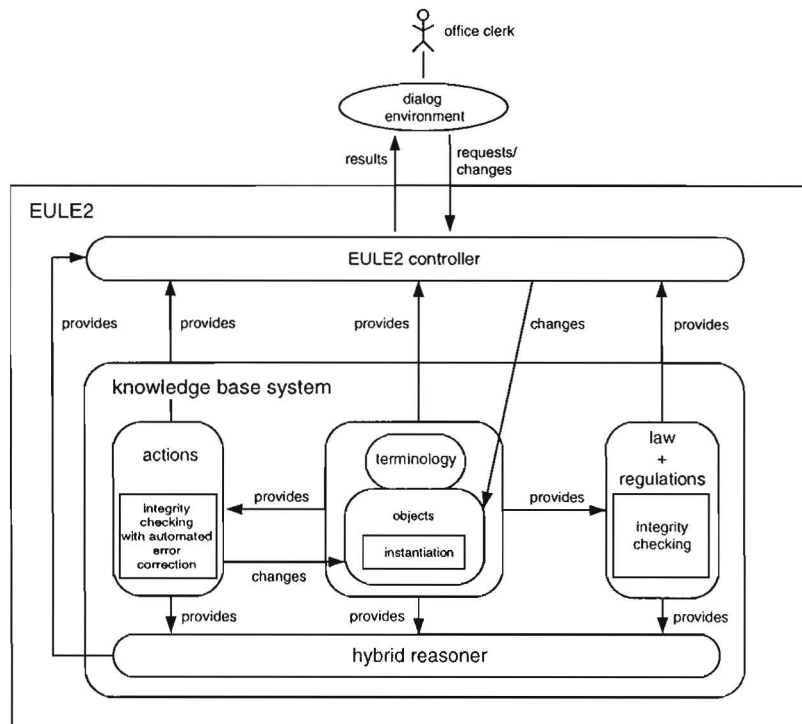 office clerk
dialog
environment
results
requests/
changes
EULE2
EULE2 controller
provides
provides
provides
changes
provides
knowledge base system
actions
terminology
law
+
regulations
provides
provides
integrity
checking
with automated
error
correction
objects
instantiation
integrity
checking
changes
provides
provides
provides
hybrid reasoner